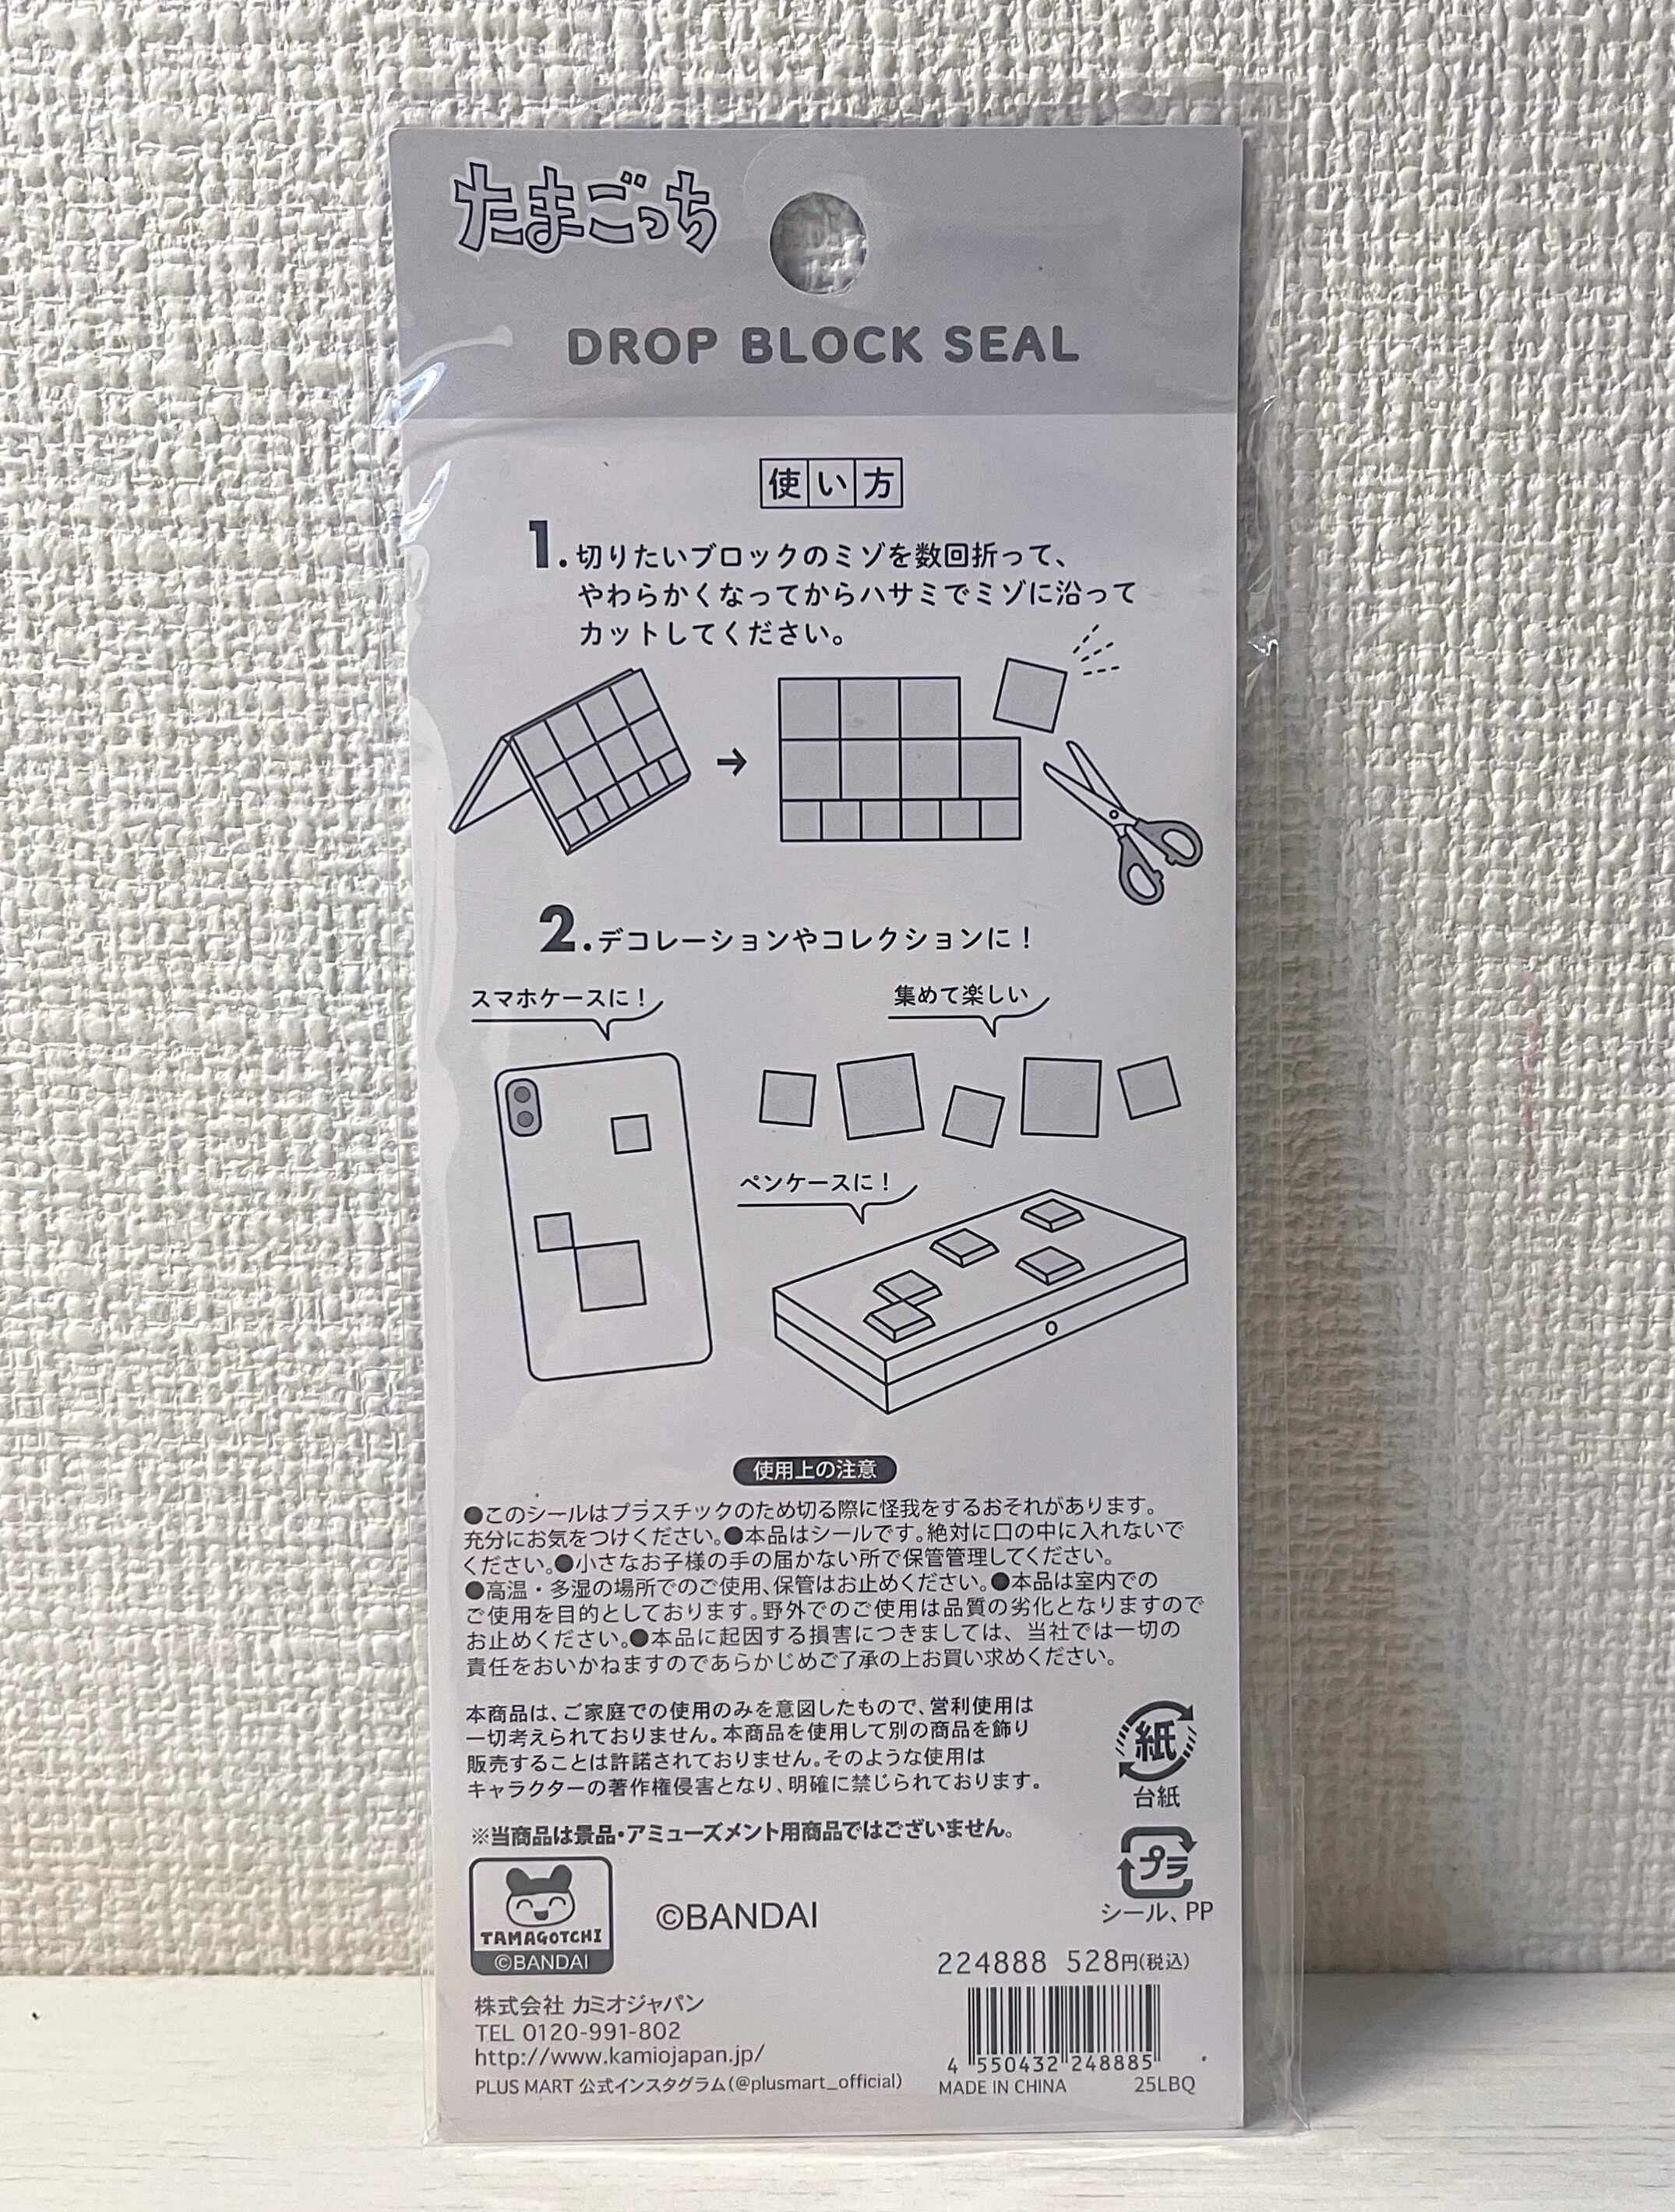 たまごっち
DROP BLOCK SEAL
使い方
1.切りたいブロックのミゾを数回折って、
やわらかくなってからハサミでミゾに沿って
カットしてください。
2.デコレーションやコレクションに！
スマホケースに！
集めて楽しい
ペンケースに！
使用上の注意
●このシールはプラスチックのため切る際に怪我をするおそれがあります。
充分にお気をつけください。●本品はシールです。絶対に口の中に入れないで
ください。●小さなお子様の手の届かない所で保管管理してください。
●高温・多湿の場所でのご使用、保管はお止めください。●本品は室内での
ご使用を目的としております。野外でのご使用は品質の劣化となりますので
お止めください。●本品に起因する損害につきましては、当社では一切の
責任をおいかねますのであらかじめご了承の上お買い求めください。
本商品は、ご家庭での使用のみを意図したもので、営利使用は
一切考えられておりません。本商品を使用して別の商品を飾り
販売することは許諾されておりません。そのような使用は
キャラクターの著作権侵害となり、明確に禁じられております。
紙
台紙
※当商品は景品・アミューズメント用商品ではございません。
プラ
シール、PP
TAMAGOTCHI
©BANDAI
©BANDAI
224888 528円(税込)
株式会社 カミオジャパン
TEL 0120-991-802
http://www.kamiojapan.jp/
PLUS MART 公式インスタグラム(@plusmart_official)
4 550432 248885
MADE IN CHINA 25LBQ